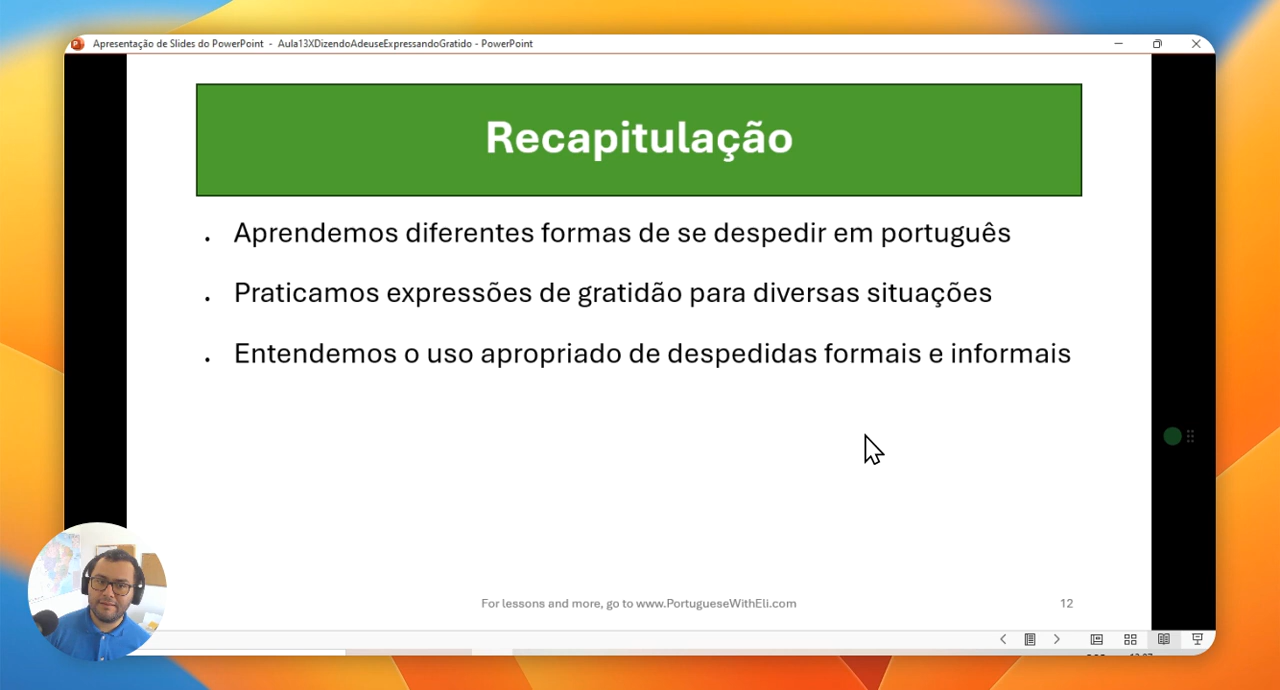 Apresentação de Slides do PowerPoint - Aula13XDizendoAdeuseExpressandoGratido - PowerPoint
Recapitulação
. Aprendemos diferentes formas de se despedir em português
. Praticamos expressões de gratidão para diversas situações
. Entendemos o uso apropriado de despedidas formais e informais
For lessons and more, go to www.PortugueseWithEli.com
12